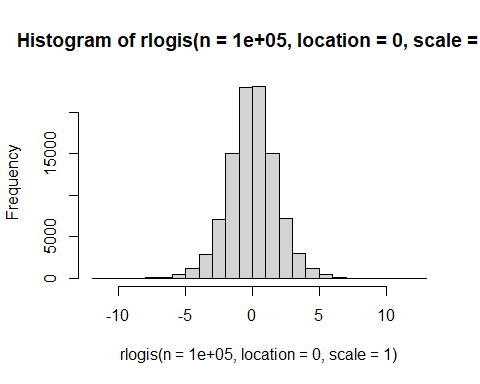 Histogram of rlogis(n = 1e+05, location = 0, scale =
Frequency
15000
5000
0
-10 -5 0 5 10
rlogis(n = 1e+05, location = 0, scale = 1)